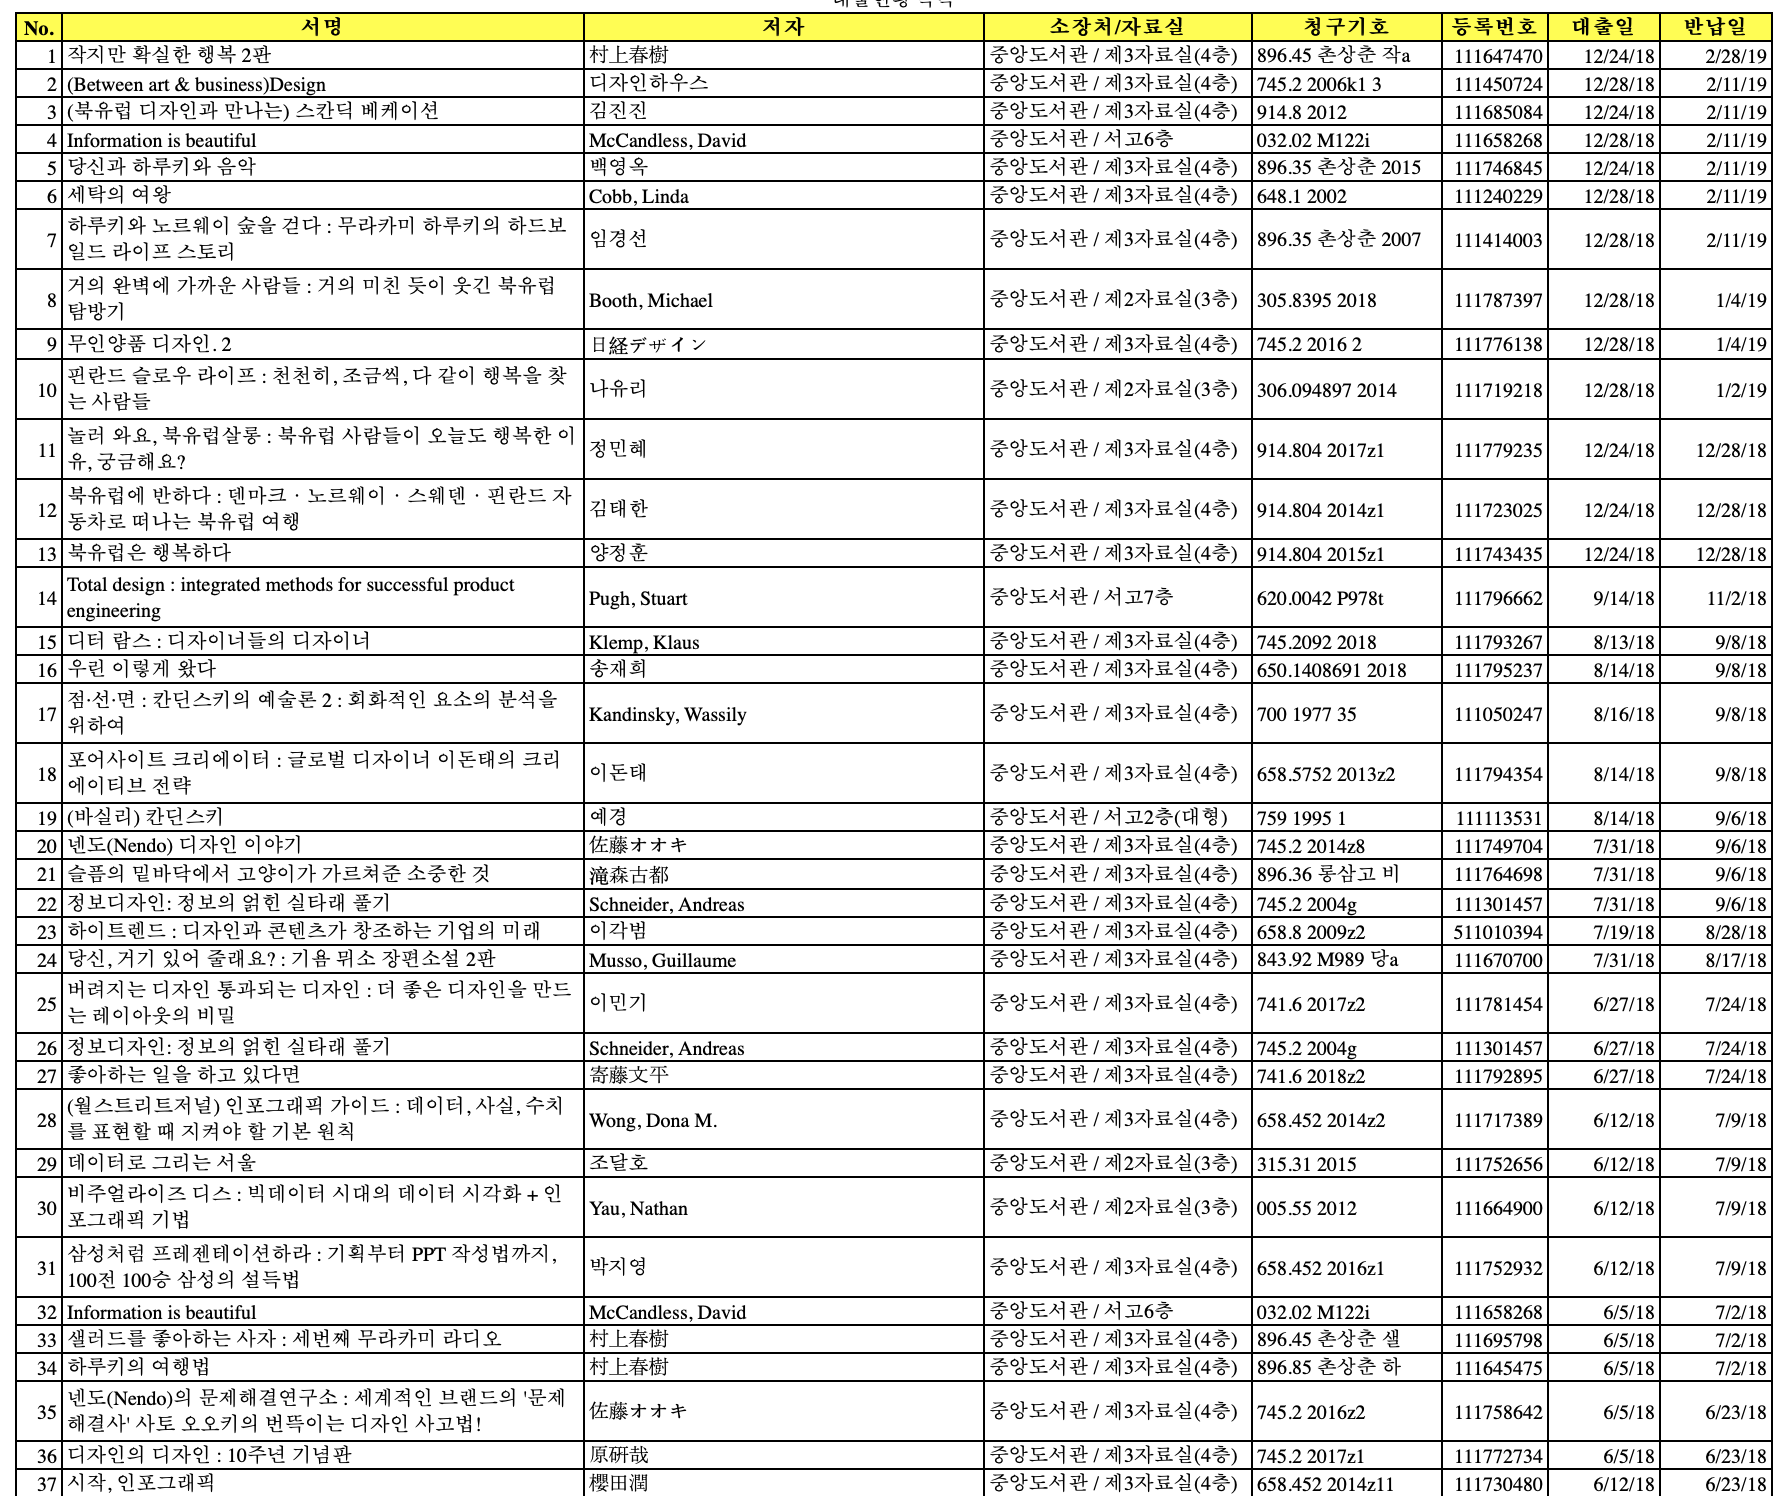 대출현황 목록
No. 서명 저자 소장처/자료실 청구기호 등록번호 대출일 반납일
1 작지만 확실한 행복 2판 村上春樹 중앙도서관 / 제3자료실(4층) 896.45 촌상춘 작a 111647470 12/24/18 2/28/19
2 (Between art & business)Design 디자인하우스 중앙도서관 / 제3자료실(4층) 745.2 2006k1 3 111450724 12/28/18 2/11/19
3 (북유럽 디자인과 만나는) 스칸딕 베케이션 김진진 중앙도서관 / 제3자료실(4층) 914.8 2012 111685084 12/24/18 2/11/19
4 Information is beautiful McCandless, David 중앙도서관 / 서고6층 032.02 M122i 111658268 12/28/18 2/11/19
5 당신과 하루키와 음악 백영옥 중앙도서관 / 제3자료실(4층) 896.35 촌상춘 2015 111746845 12/24/18 2/11/19
6 세탁의 여왕 Cobb, Linda 중앙도서관 / 제3자료실(4층) 648.1 2002 111240229 12/28/18 2/11/19
7 하루키와 노르웨이 숲을 걷다 : 무라카미 하루키의 하드보
일드 라이프 스토리 임경선 중앙도서관 / 제3자료실(4층) 896.35 촌상춘 2007 111414003 12/28/18 2/11/19
8 거의 완벽에 가까운 사람들 : 거의 미친 듯이 웃긴 북유럽
탐방기 Booth, Michael 중앙도서관 / 제2자료실(3층) 305.8395 2018 111787397 12/28/18 1/4/19
9 무인양품 디자인. 2 日経デザイン 중앙도서관 / 제3자료실(4층) 745.2 2016 2 111776138 12/28/18 1/4/19
10 핀란드 슬로우 라이프 : 천천히, 조금씩, 다 같이 행복을 찾
는 사람들 나유리 중앙도서관 / 제2자료실(3층) 306.094897 2014 111719218 12/28/18 1/2/19
11 놀러 와요, 북유럽살롱 : 북유럽 사람들이 오늘도 행복한 이
유, 궁금해요? 정민혜 중앙도서관 / 제3자료실(4층) 914.804 2017z1 111779235 12/24/18 12/28/18
12 북유럽에 반하다 : 덴마크 · 노르웨이 · 스웨덴 · 핀란드 자
동차로 떠나는 북유럽 여행 김태한 중앙도서관 / 제3자료실(4층) 914.804 2014z1 111723025 12/24/18 12/28/18
13 북유럽은 행복하다 양정훈 중앙도서관 / 제3자료실(4층) 914.804 2015z1 111743435 12/24/18 12/28/18
14 Total design : integrated methods for successful product
engineering Pugh, Stuart 중앙도서관 / 서고7층 620.0042 P978t 111796662 9/14/18 11/2/18
15 디터 람스 : 디자이너들의 디자이너 Klemp, Klaus 중앙도서관 / 제3자료실(4층) 745.2092 2018 111793267 8/13/18 9/8/18
16 우린 이렇게 왔다 송재희 중앙도서관 / 제3자료실(4층) 650.1408691 2018 111795237 8/14/18 9/8/18
17 점·선·면 : 칸딘스키의 예술론 2 : 회화적인 요소의 분석을
위하여 Kandinsky, Wassily 중앙도서관 / 제3자료실(4층) 700 1977 35 111050247 8/16/18 9/8/18
18 포어사이트 크리에이터 : 글로벌 디자이너 이돈태의 크리
에이티브 전략 이돈태 중앙도서관 / 제3자료실(4층) 658.5752 2013z2 111794354 8/14/18 9/8/18
19 (바실리) 칸딘스키 예경 중앙도서관 / 서고2층(대형) 759 1995 1 111113531 8/14/18 9/6/18
20 넨도(Nendo) 디자인 이야기 佐藤オオキ 중앙도서관 / 제3자료실(4층) 745.2 2014z8 111749704 7/31/18 9/6/18
21 슬픔의 밑바닥에서 고양이가 가르쳐준 소중한 것 滝森古都 중앙도서관 / 제3자료실(4층) 896.36 롱삼고 비 111764698 7/31/18 9/6/18
22 정보디자인: 정보의 얽힌 실타래 풀기 Schneider, Andreas 중앙도서관 / 제3자료실(4층) 745.2 2004g 111301457 7/31/18 9/6/18
23 하이트렌드 : 디자인과 콘텐츠가 창조하는 기업의 미래 이각범 중앙도서관 / 제3자료실(4층) 658.8 2009z2 511010394 7/19/18 8/28/18
24 당신, 거기 있어 줄래요? : 기욤 뮈소 장편소설 2판 Musso, Guillaume 중앙도서관 / 제3자료실(4층) 843.92 M989 당a 111670700 7/31/18 8/17/18
25 버려지는 디자인 통과되는 디자인 : 더 좋은 디자인을 만드
는 레이아웃의 비밀 이민기 중앙도서관 / 제3자료실(4층) 741.6 2017z2 111781454 6/27/18 7/24/18
26 정보디자인: 정보의 얽힌 실타래 풀기 Schneider, Andreas 중앙도서관 / 제3자료실(4층) 745.2 2004g 111301457 6/27/18 7/24/18
27 좋아하는 일을 하고 있다면 寄藤文平 중앙도서관 / 제3자료실(4층) 741.6 2018z2 111792895 6/27/18 7/24/18
28 (월스트리트저널) 인포그래픽 가이드 : 데이터, 사실, 수치
를 표현할 때 지켜야 할 기본 원칙 Wong, Dona M. 중앙도서관 / 제3자료실(4층) 658.452 2014z2 111717389 6/12/18 7/9/18
29 데이터로 그리는 서울 조달호 중앙도서관 / 제2자료실(3층) 315.31 2015 111752656 6/12/18 7/9/18
30 비주얼라이즈 디스 : 빅데이터 시대의 데이터 시각화 + 인
포그래픽 기법 Yau, Nathan 중앙도서관 / 제2자료실(3층) 005.55 2012 111664900 6/12/18 7/9/18
31 삼성처럼 프레젠테이션하라 : 기획부터 PPT 작성법까지,
100전 100승 삼성의 설득법 박지영 중앙도서관 / 제3자료실(4층) 658.452 2016z1 111752932 6/12/18 7/9/18
32 Information is beautiful McCandless, David 중앙도서관 / 서고6층 032.02 M122i 111658268 6/5/18 7/2/18
33 샐러드를 좋아하는 사자 : 세번째 무라카미 라디오 村上春樹 중앙도서관 / 제3자료실(4층) 896.45 촌상춘 샐 111695798 6/5/18 7/2/18
34 하루키의 여행법 村上春樹 중앙도서관 / 제3자료실(4층) 896.85 촌상춘 하 111645475 6/5/18 7/2/18
35 넨도(Nendo)의 문제해결연구소 : 세계적인 브랜드의 '문제
해결사' 사토 오오키의 번뜩이는 디자인 사고법! 佐藤オオキ 중앙도서관 / 제3자료실(4층) 745.2 2016z2 111758642 6/5/18 6/23/18
36 디자인의 디자인 : 10주년 기념판 原硏哉 중앙도서관 / 제3자료실(4층) 745.2 2017z1 111772734 6/5/18 6/23/18
37 시작, 인포그래픽 櫻田潤 중앙도서관 / 제3자료실(4층) 658.452 2014z11 111730480 6/12/18 6/23/18